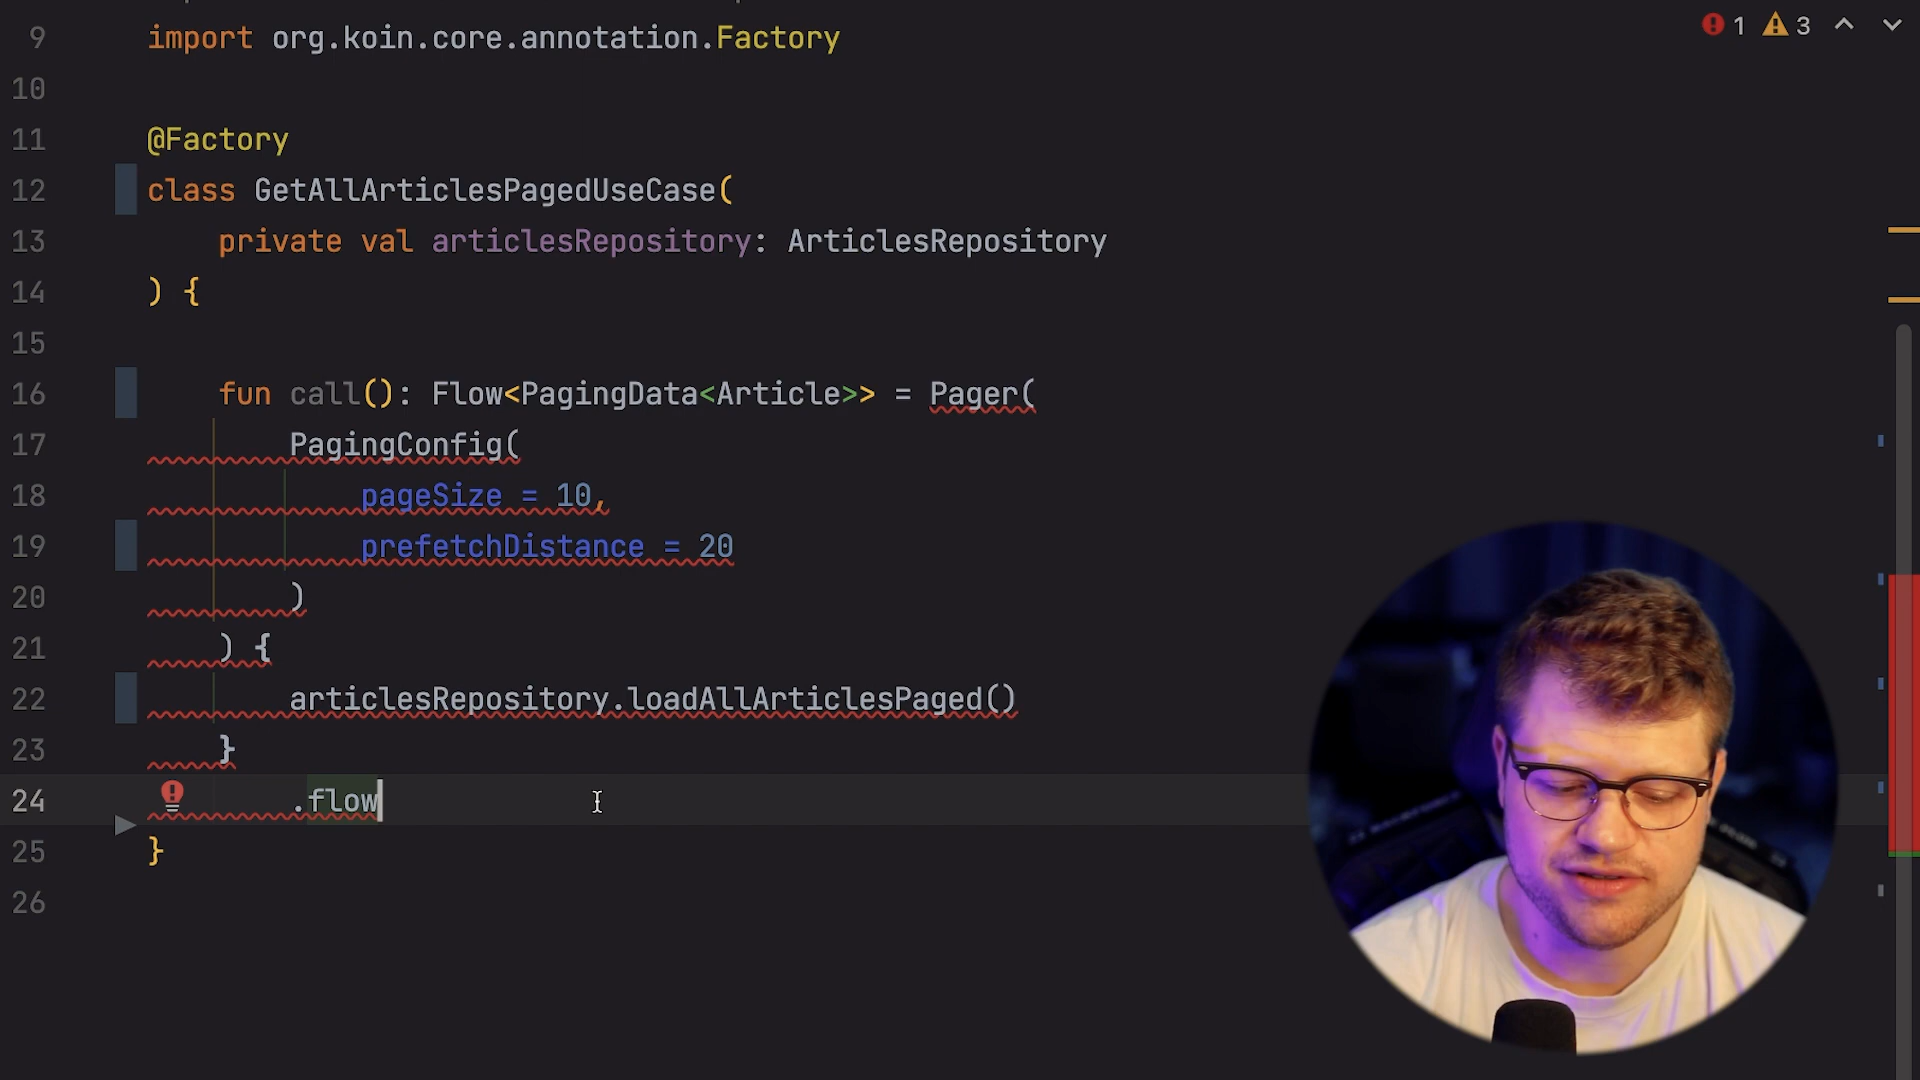 9 import org.koin.core.annotation.Factory
1 3
10
11 @Factory
12 class GetAllArticlesPagedUseCase(
13 private val articlesRepository: ArticlesRepository
14 ) {
15
16 fun call(): Flow<PagingData<Article>> = Pager(
17 PagingConfig(
18 pageSize = 10,
19 prefetchDistance = 20
20 )
21 ) {
22 articlesRepository.loadAllArticlesPaged()
23 }
24 .flow
25 }
26